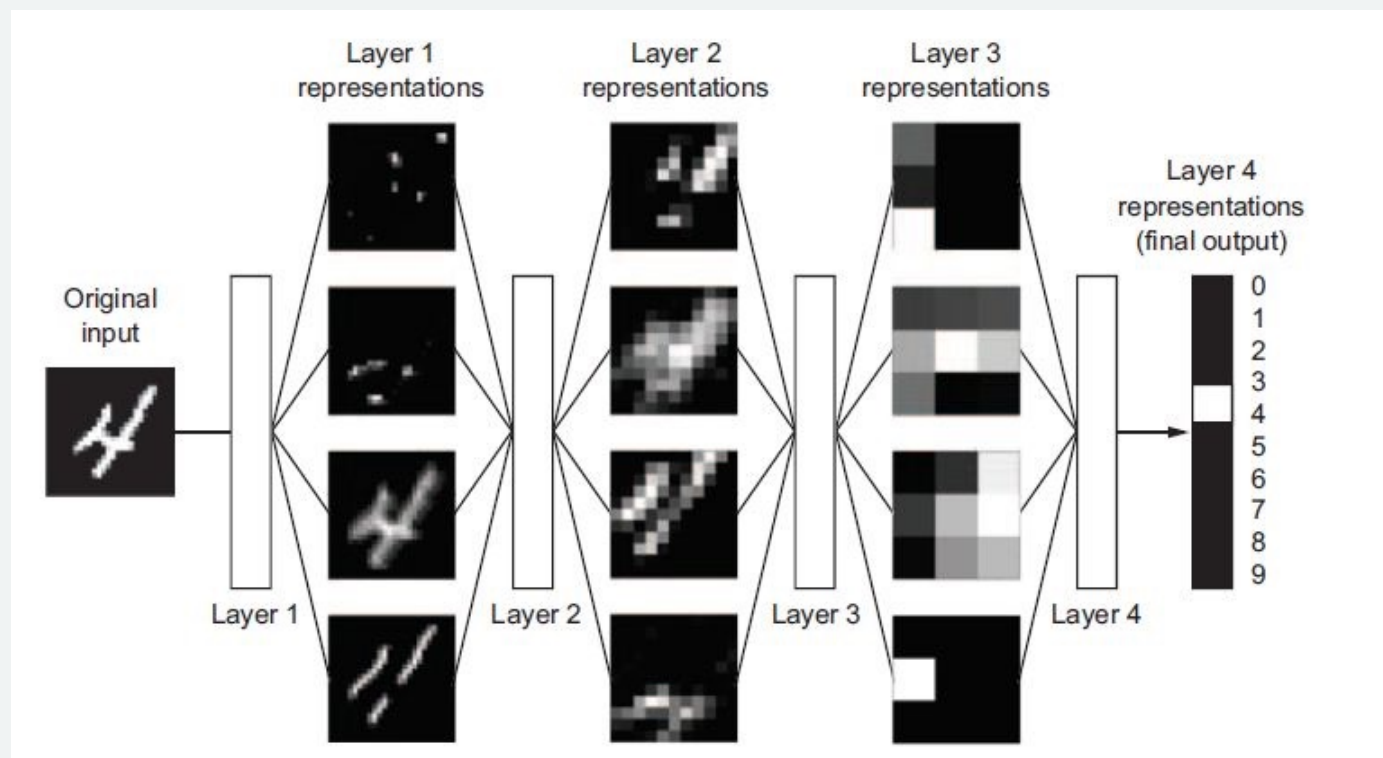 Layer 1
representations
Layer 2
representations
Layer 3
representations
Layer 4
representations
(final output)
Original
input
0
1
2
3
4
5
6
7
8
9
Layer 1
Layer 2
Layer 3
Layer 4